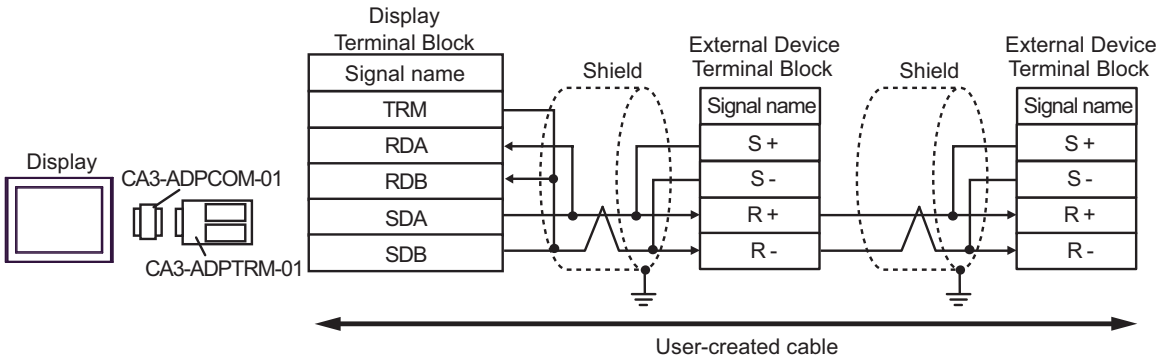 Display
Terminal Block
Signal name
TRM
RDA
RDB
SDA
SDB
Shield
External Device
Terminal Block
Signal name
S +
S -
R +
R -
Shield
External Device
Terminal Block
Signal name
S +
S -
R +
R -
Display
CA3-ADPCOM-01
CA3-ADPTRM-01
User-created cable